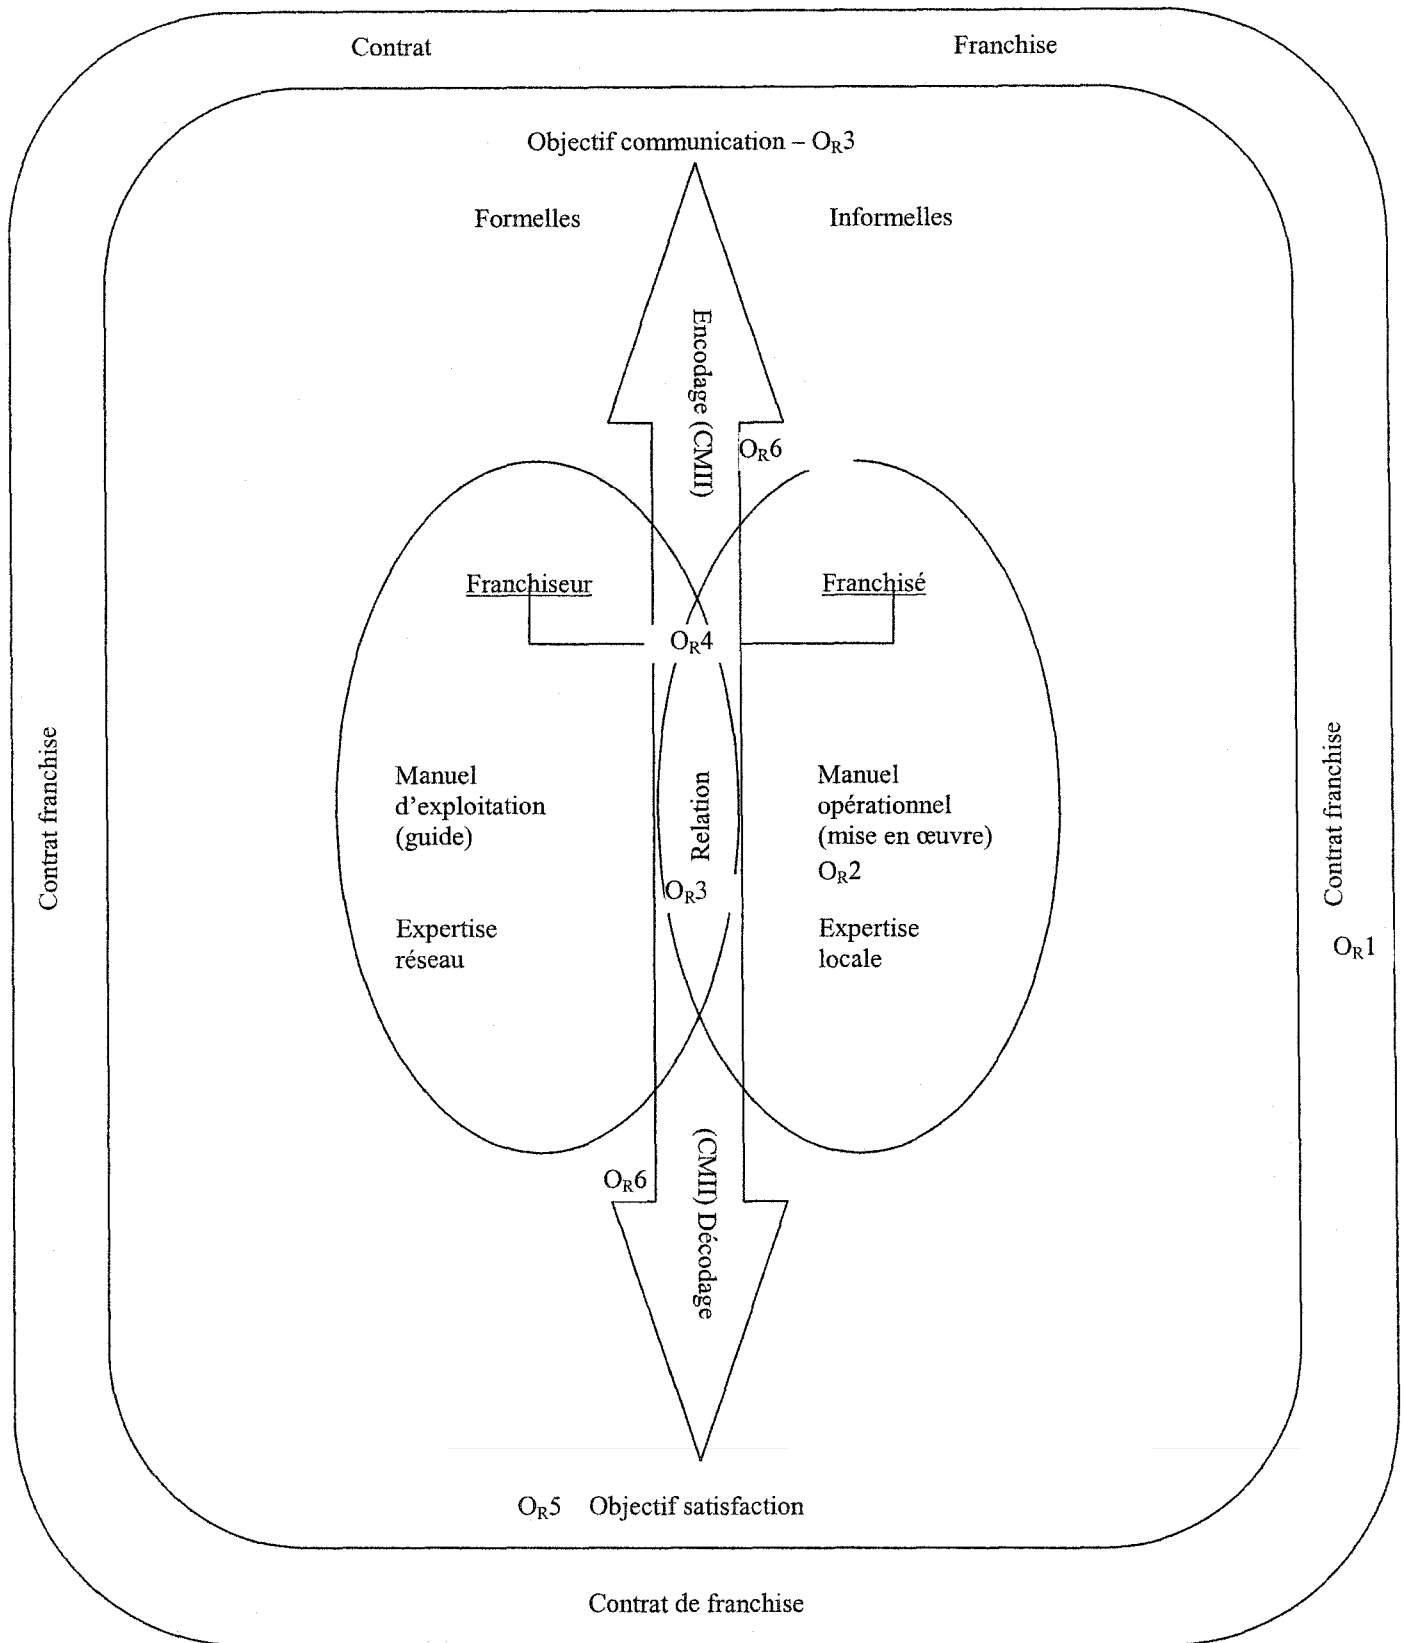 Contrat
Franchise
Objectif communication – OR3
Formelles
Informelles
Encodage (CMII)
OR6
Franchiseur
Franchisé
OR4
Contrat franchise
Manuel
d'exploitation
(guide)
Expertise
réseau
Relation
OR3
Manuel
opérationnel
(mise en œuvre)
OR2
Expertise
locale
Contrat franchise
OR1
OR6
(CMII) Décodage
OR5 Objectif satisfaction
Contrat de franchise